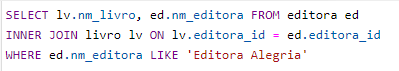 SELECT lv.nm_livro, ed.nm_editora FROM editora ed
INNER JOIN livro lv ON lv.editora_id = ed.editora_id
WHERE ed.nm_editora LIKE 'Editora Alegria'